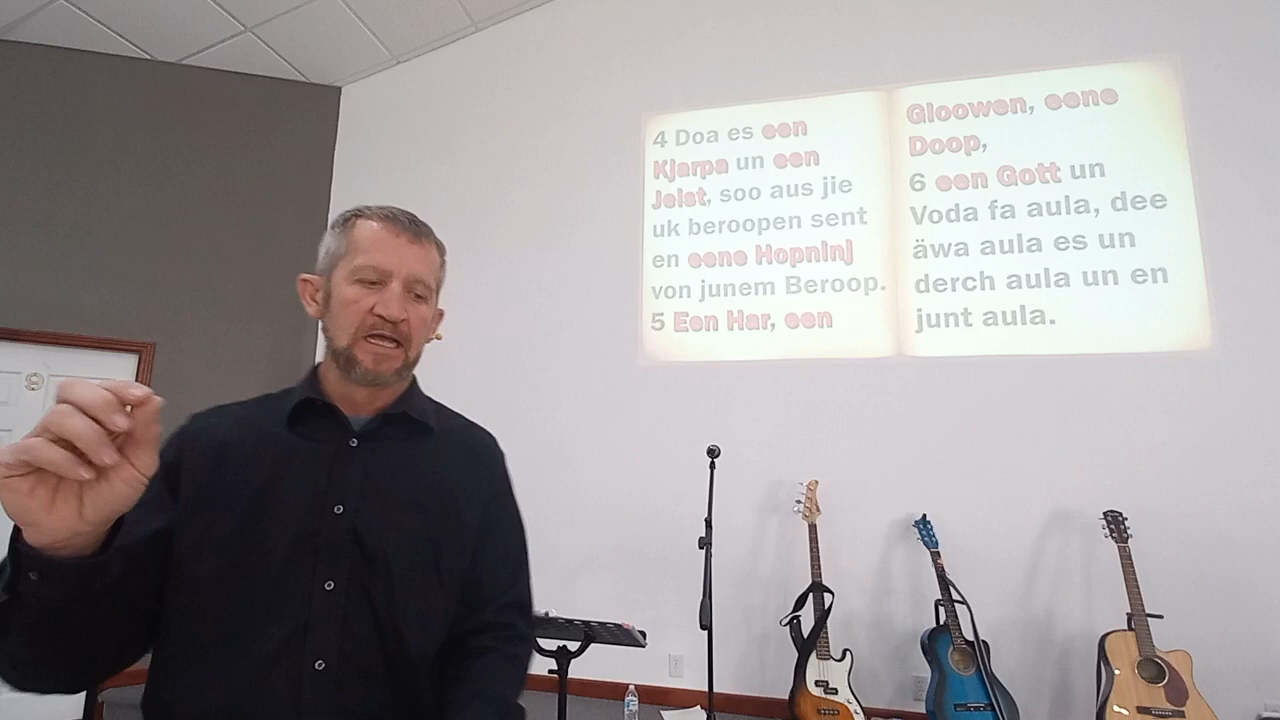 4 Doa es een
Kjarpa un een
Jeist, soo aus jie
uk beroopen sent
en eene Hopninj
von junem Beroop.
5 Een Har, een
Gloowen, eene
Doop,
6 een Gott un
Voda fa aula, dee
äwa aula es un
derch aula un en
junt aula.